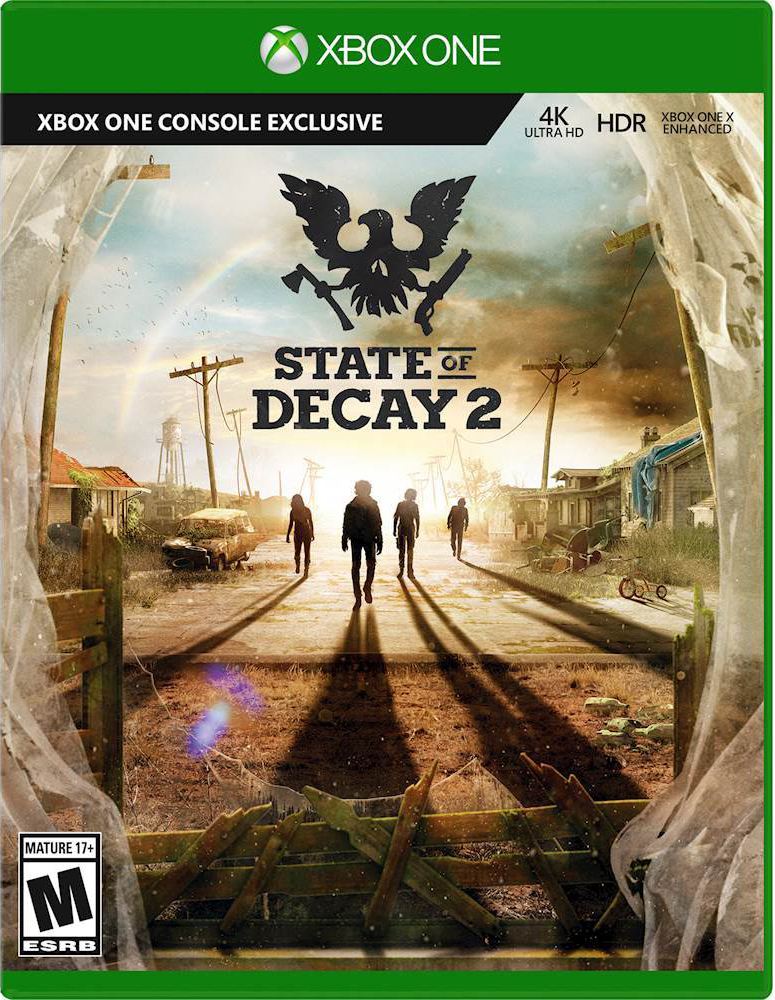 XBOX ONE
XBOX ONE CONSOLE EXCLUSIVE
4K
ULTRA HD
HDR
XBOX ONE X
ENHANCED
STATE OF
DECAY 2
MATURE 17+
M
ESRB